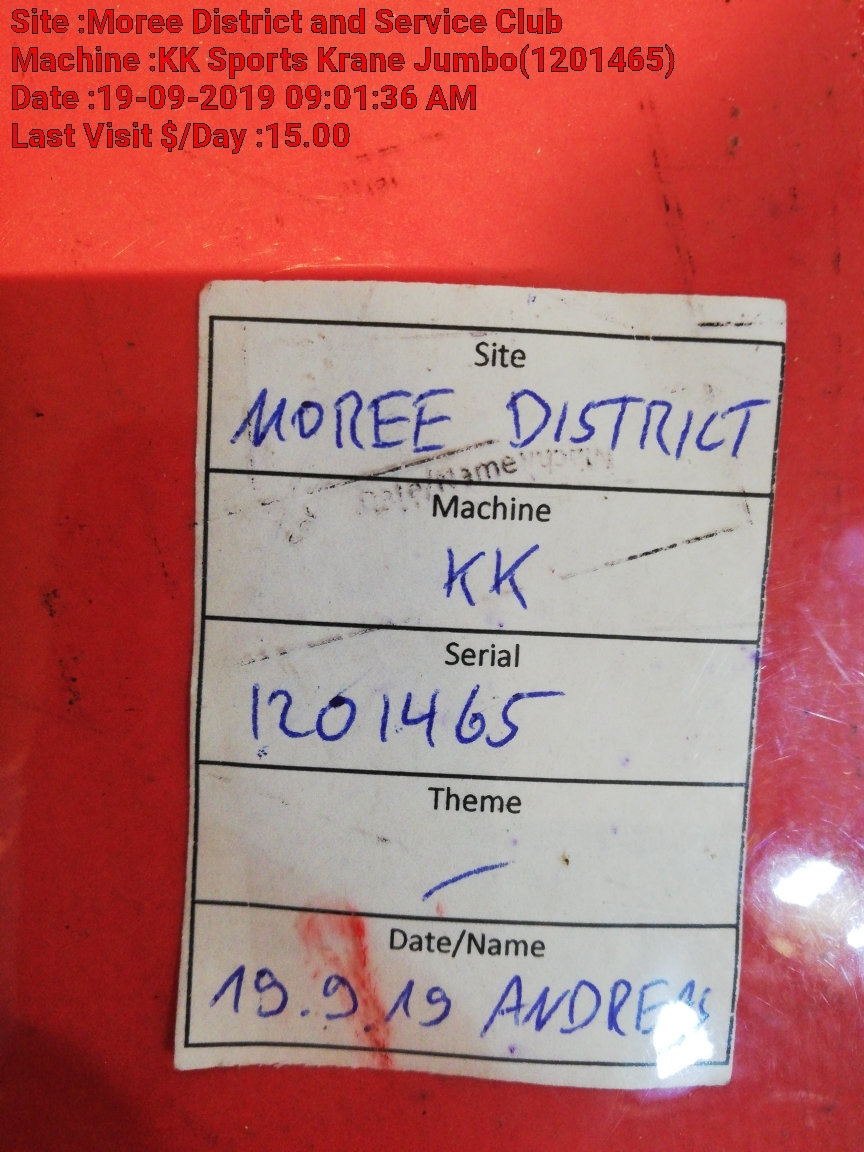 Site :Moree District and Service Club
Machine :KK Sports Krane Jumbo(1201465)
Date :19-09-2019 09:01:36 AM
Last Visit $/Day :15.00
Site
MOREE DISTRICT
Date/Name
Machine
KK
Serial
1201465
Theme
—
Date/Name
19.9.19